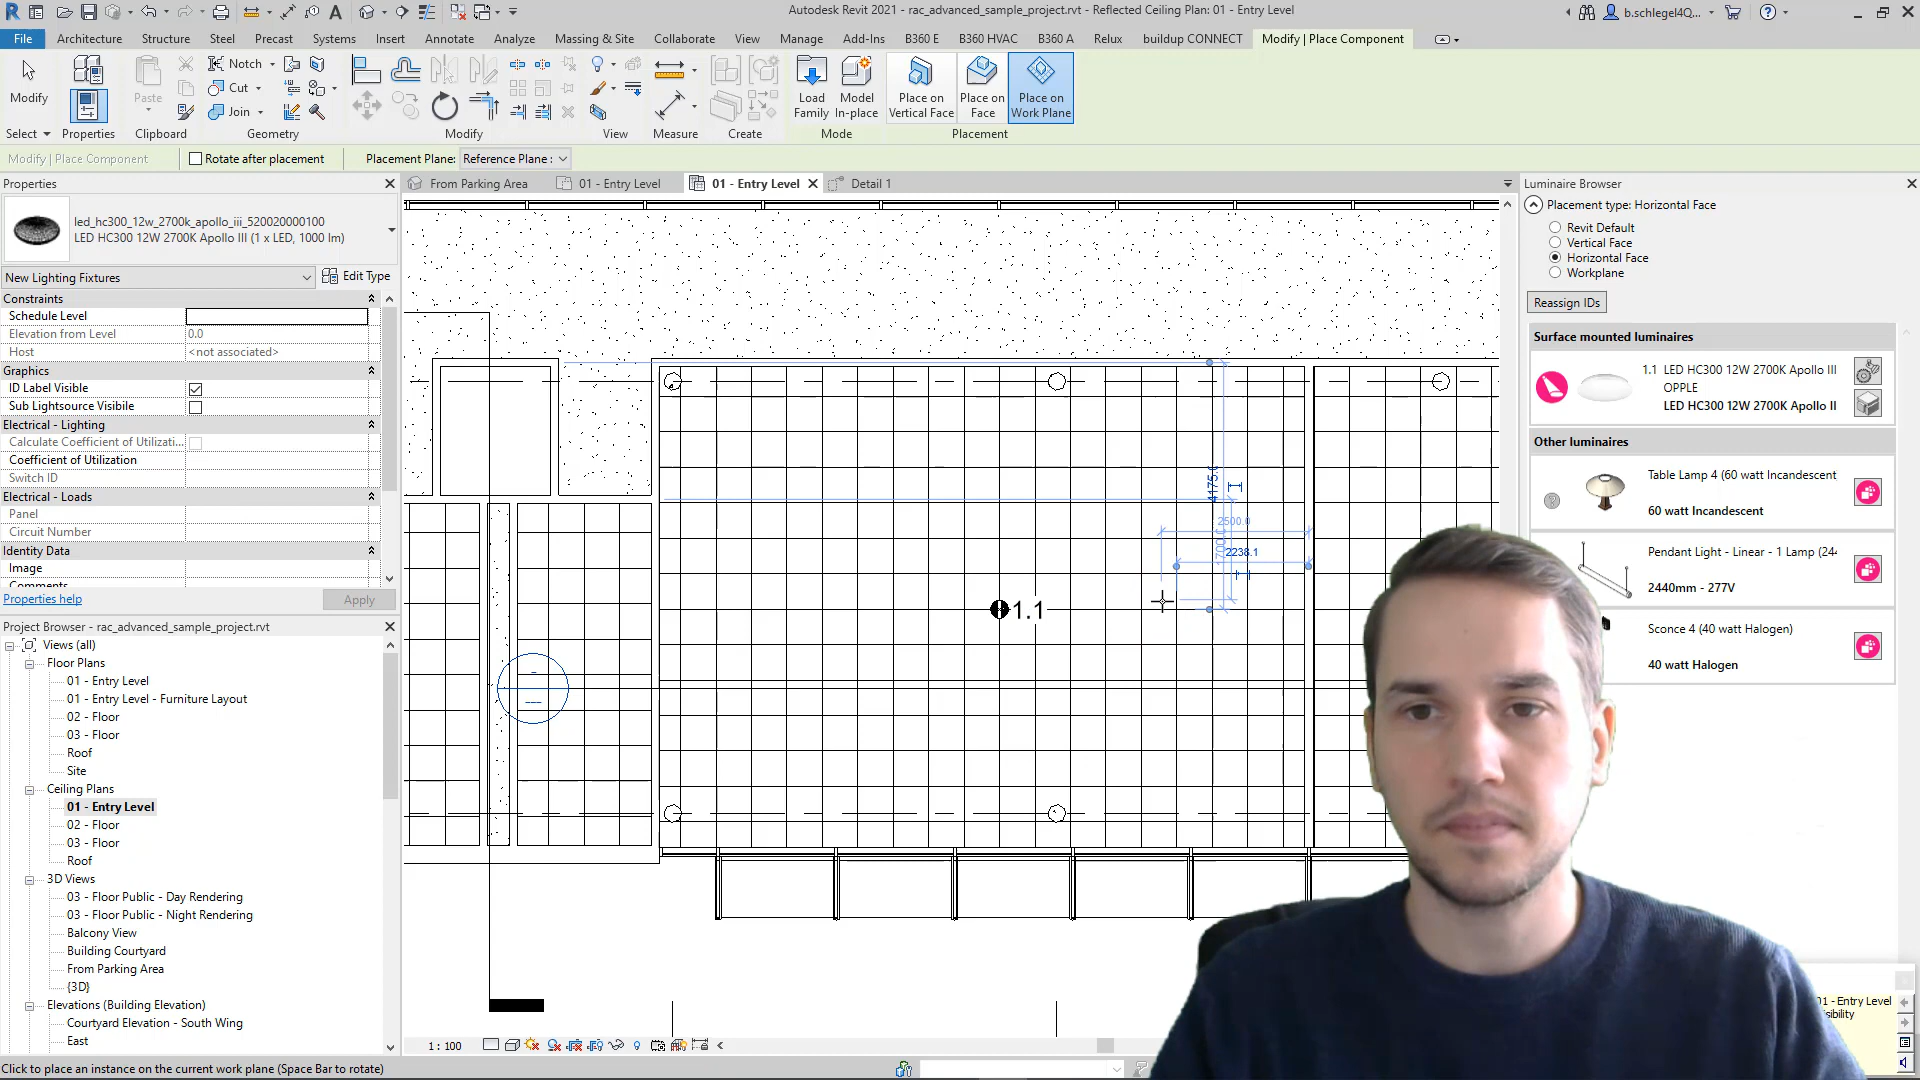 Autodesk Revit 2021 - rac_advanced_sample_project.rvt - Reflected Ceiling Plan: 01 - Entry Level
b.schlegel4Q...
File Architecture Structure Steel Precast Systems Insert Annotate Analyze Massing & Site Collaborate View Manage Add-Ins B360 E B360 HVAC B360 A Relux buildup CONNECT Modify | Place Component
Modify
Paste
Notch
Cut
Join
Load Family
Model In-place
Place on Vertical Face
Place on Face
Place on Work Plane
Select Properties Clipboard Geometry Modify View Measure Create Mode Placement
Modify | Place Component
Rotate after placement
Placement Plane: Reference Plane :
Properties
From Parking Area
01 - Entry Level
01 - Entry Level
Detail 1
led_hc300_12w_2700k_apollo_iii_520020000100
LED HC300 12W 2700K Apollo III (1 x LED, 1000 lm)
New Lighting Fixtures
Edit Type
Constraints
Schedule Level
Elevation from Level 0.0
Host <not associated>
Graphics
ID Label Visible
Sub Lightsource Visibile
Electrical - Lighting
Calculate Coefficient of Utilizati...
Coefficient of Utilization
Switch ID
Electrical - Loads
Panel
Circuit Number
Identity Data
Image
Comments
Properties help
Apply
Project Browser - rac_advanced_sample_project.rvt
Views (all)
Floor Plans
01 - Entry Level
01 - Entry Level - Furniture Layout
02 - Floor
03 - Floor
Roof
Site
Ceiling Plans
01 - Entry Level
02 - Floor
03 - Floor
Roof
3D Views
03 - Floor Public - Day Rendering
03 - Floor Public - Night Rendering
Balcony View
Building Courtyard
From Parking Area
{3D}
Elevations (Building Elevation)
Courtyard Elevation - South Wing
East
4175.0
2500.0
1700.0
2238.1
1.1
1 : 100
Click to place an instance on the current work plane (Space Bar to rotate)
Luminaire Browser
Placement type: Horizontal Face
Revit Default
Vertical Face
Horizontal Face
Workplane
Reassign IDs
Surface mounted luminaires
1.1 LED HC300 12W 2700K Apollo III
OPPLE
LED HC300 12W 2700K Apollo II
Other luminaires
Table Lamp 4 (60 watt Incandescent
60 watt Incandescent
Pendant Light - Linear - 1 Lamp (244
2440mm - 277V
Sconce 4 (40 watt Halogen)
40 watt Halogen
01 - Entry Level